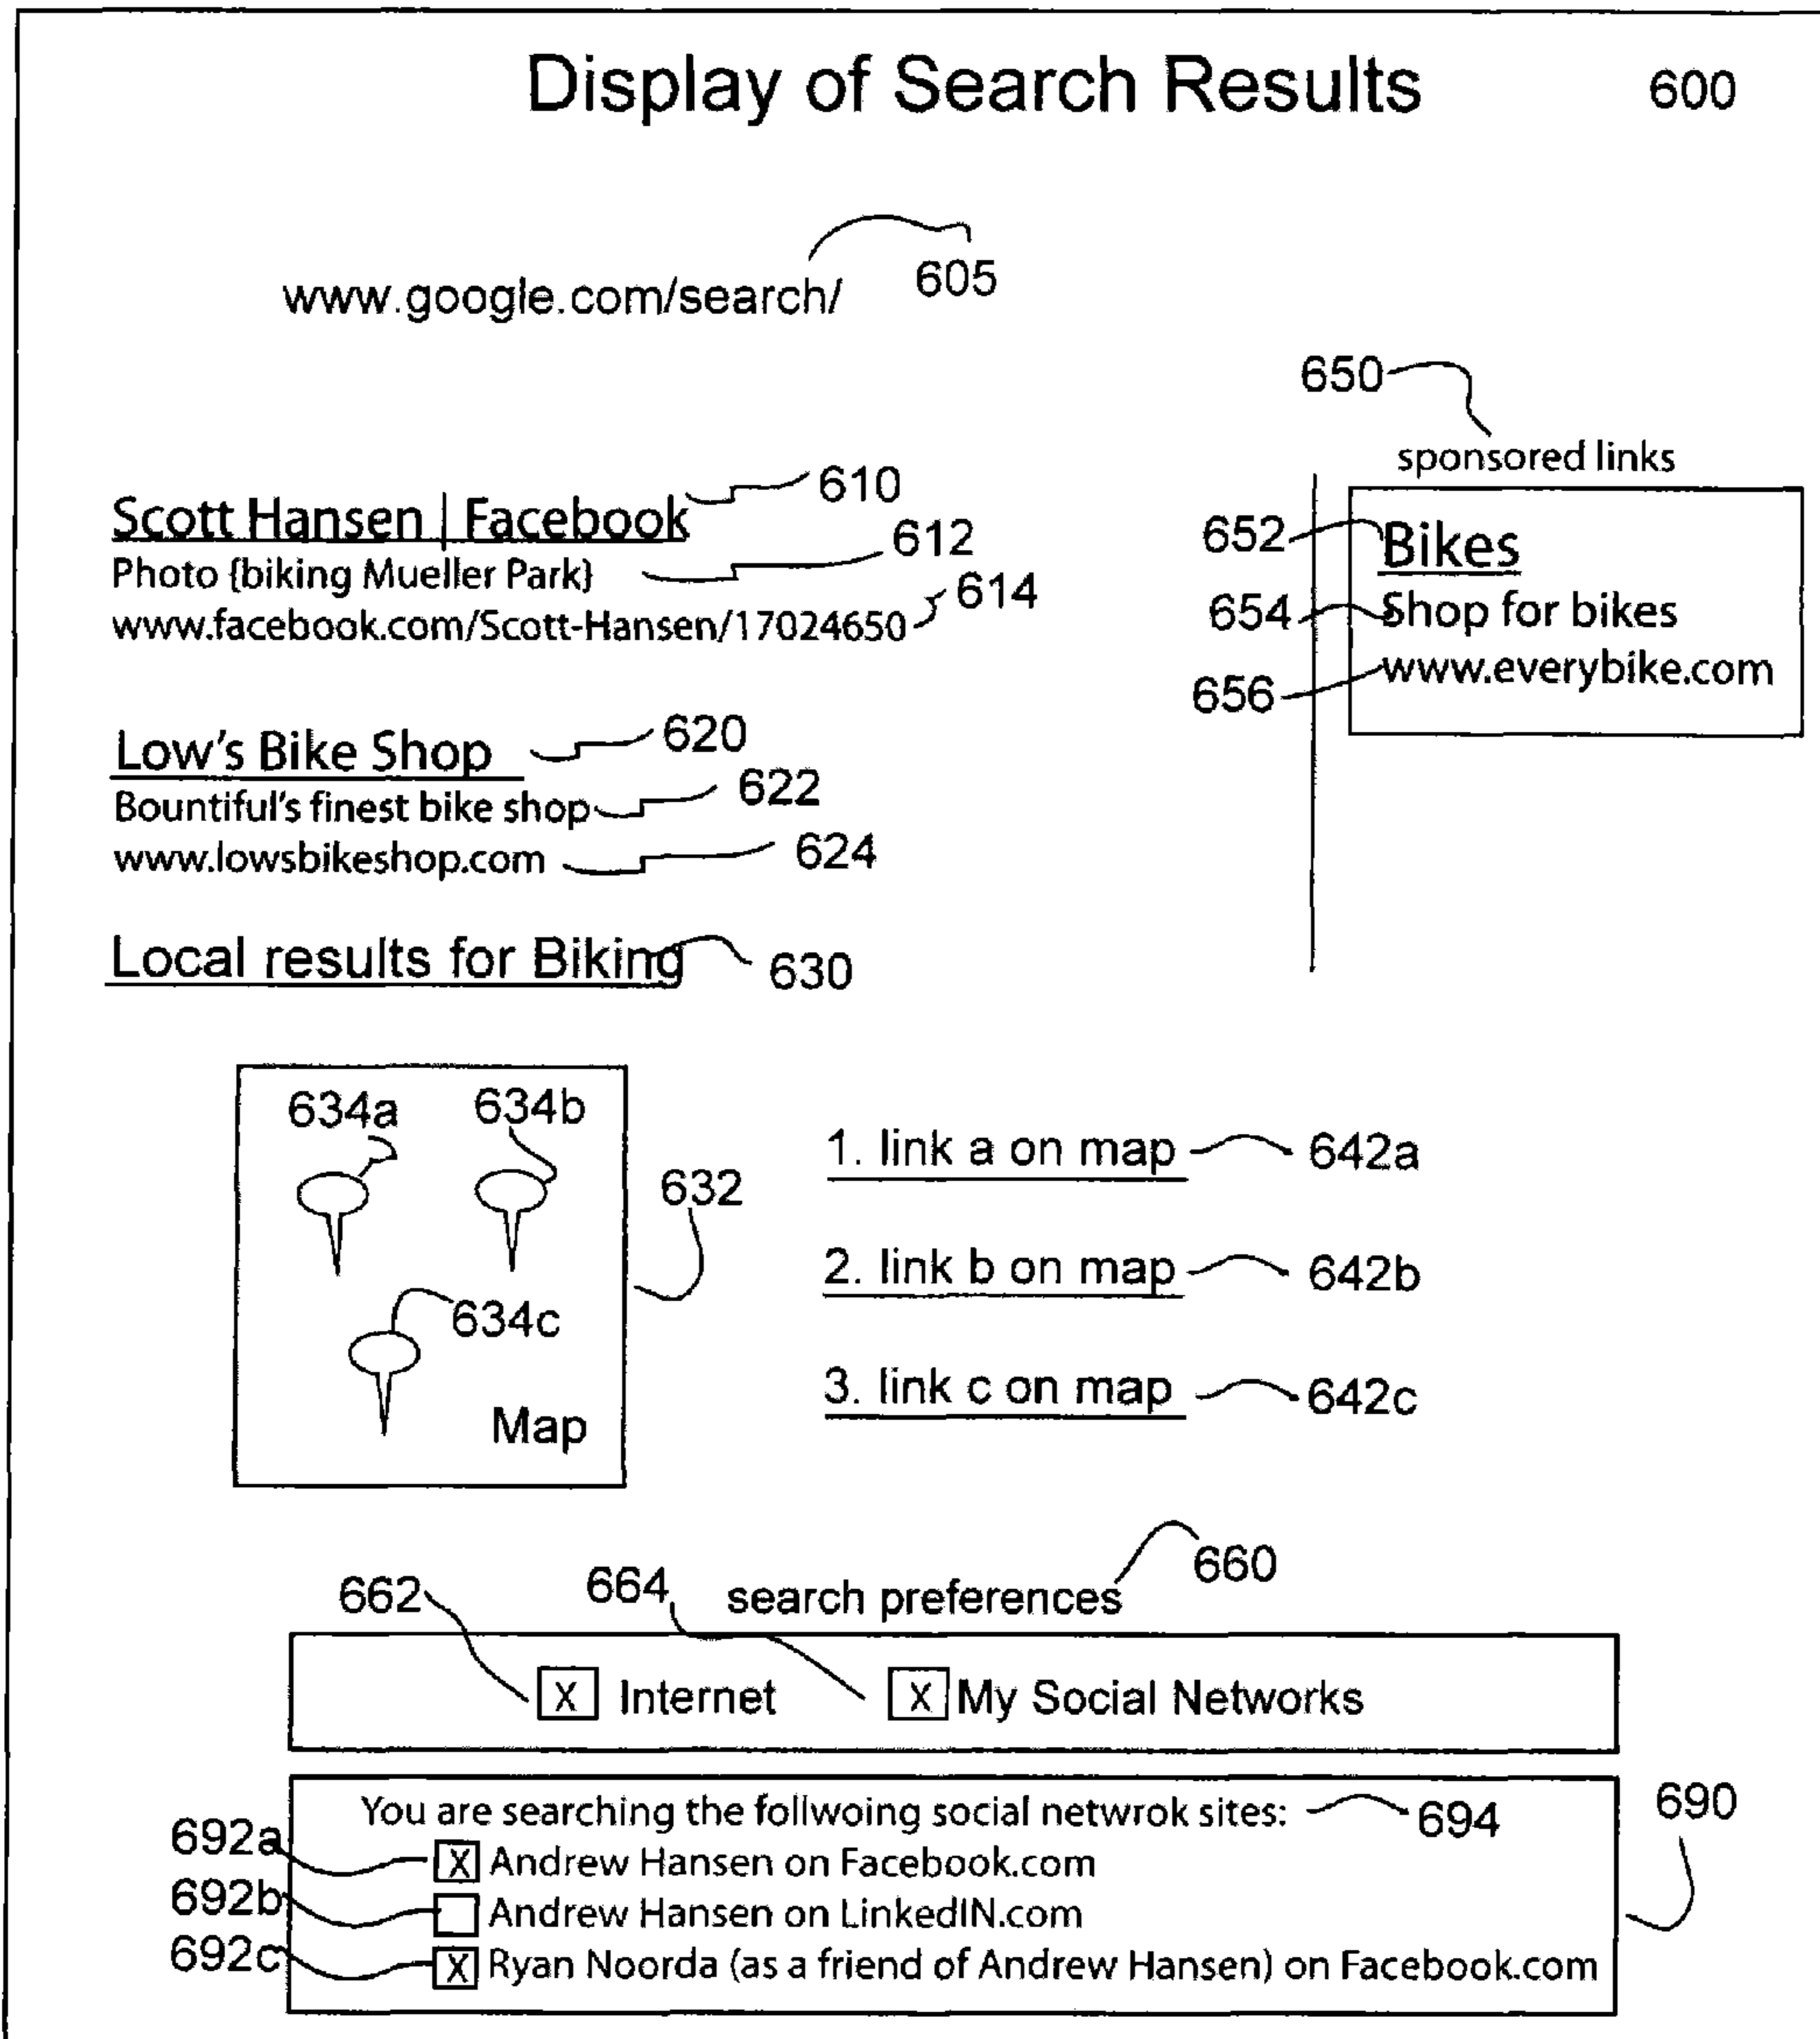 Display of Search Results 600
605
www.google.com/search/
650
sponsored links
Scott Hansen | Facebook 610
Photo {biking Mueller Park} 612
www.facebook.com/Scott-Hansen/17024650 614
652 Bikes
654 Shop for bikes
656 www.everybike.com
Low's Bike Shop 620
Bountiful's finest bike shop 622
www.lowsbikeshop.com 624
Local results for Biking 630
634a 634b
632
634c
Map
1. link a on map 642a
2. link b on map 642b
3. link c on map 642c
660
662 664 search preferences
X Internet X My Social Networks
You are searching the follwoing social netwrok sites: 694
690
692a X Andrew Hansen on Facebook.com
692b Andrew Hansen on LinkedIN.com
692c X Ryan Noorda (as a friend of Andrew Hansen) on Facebook.com